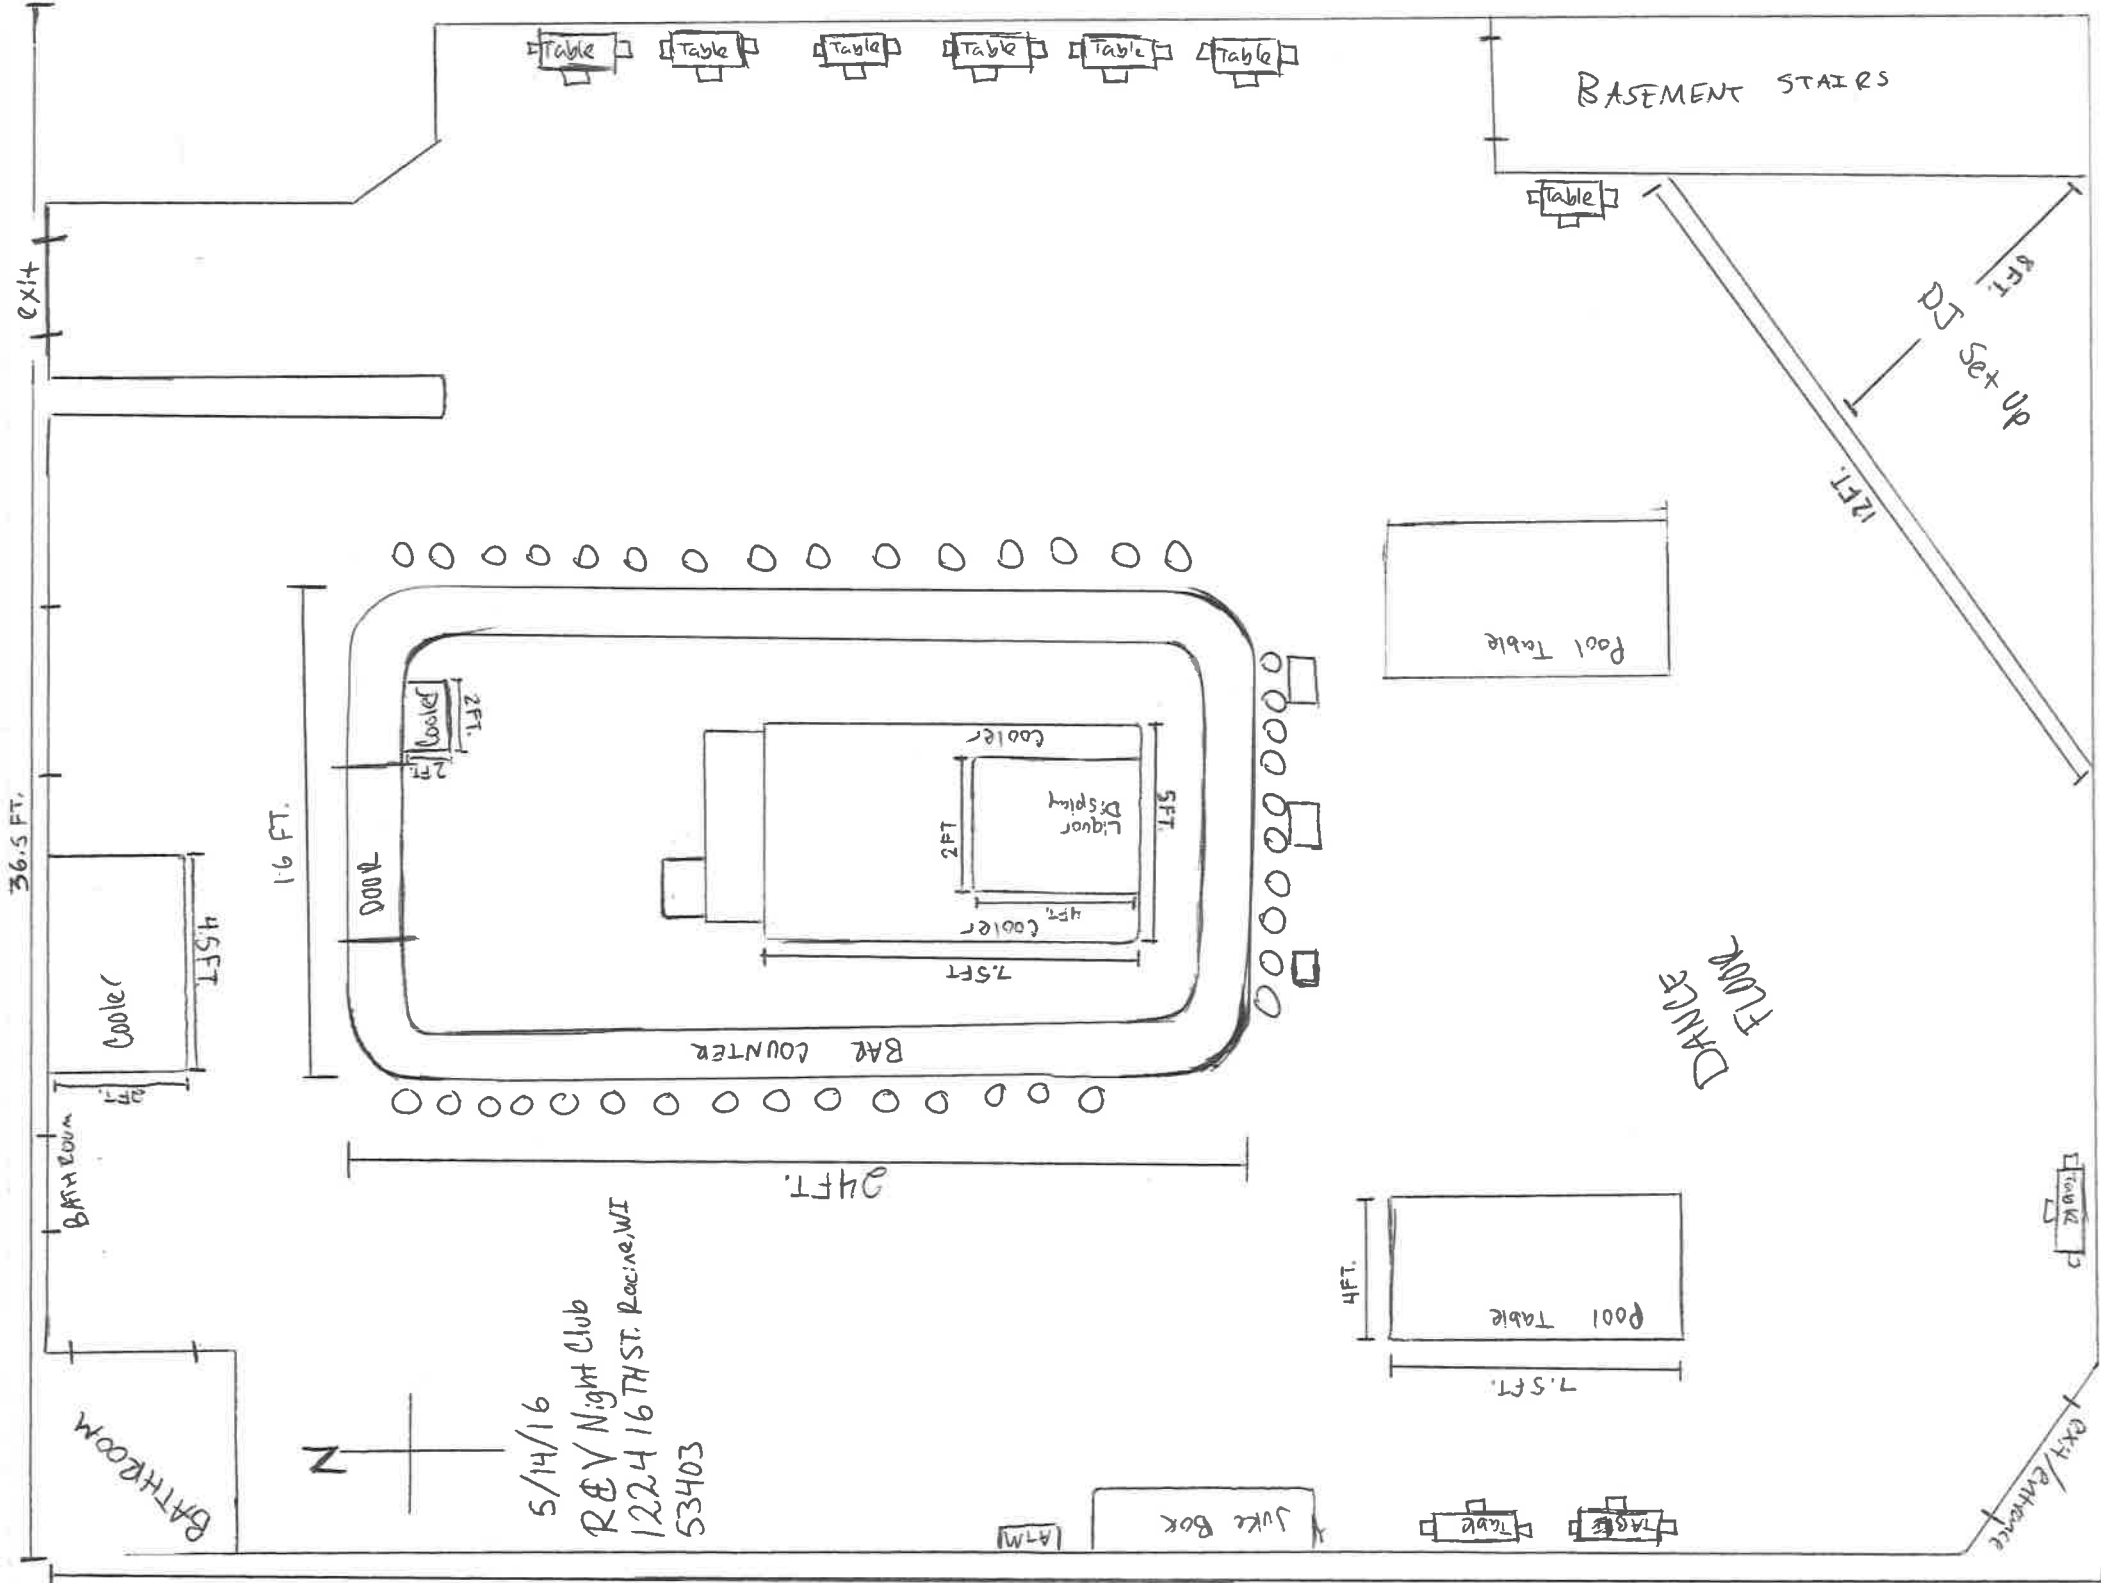 Table
Table
Table
Table
Table
Table
BASEMENT STAIRS
Table
exit
8FT.
DJ Set Up
12FT.
Pool Table
36.5 FT.
16 FT.
Cooler
2FT.
2FT.
DOOR
Cooler
Liquor
Display
2FT
4FT.
5FT.
Cooler
7.5FT
BAR COUNTER
24FT.
Cooler
4.5FT
2FT.
BATHROOM
BATHROOM
DANCE
FLOOR
Table
4FT.
Pool
Table
7.5FT.
N
5/14/16
REV Night Club
1224 16TH ST. Racine, WI
53403
ATM
Juke Box
Table
TABLE
exit/entrance